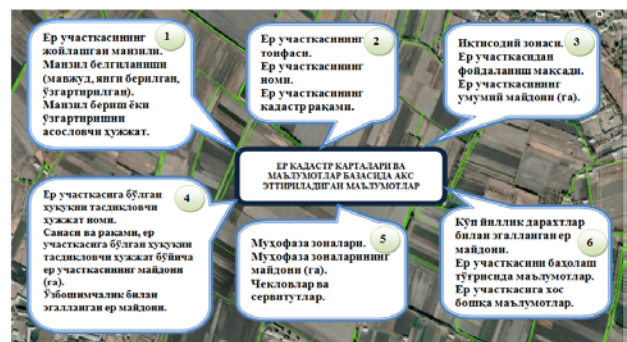 Ер участкасининг
жойлашган манзили.
Манзил белгиланиши
(мавжуд, янги берилган,
ўзгартирилган).
Манзил бериш ёки
ўзгартиришни
асословчи ҳужжат.
1
Ер участкасининг
тоифаси.
Ер участкасининг
номи.
Ер участкасининг
кадастр рақами.
2
Иқтисодий зонаси.
Ер участкасидан
фойдаланиш мақсади.
Ер участкасининг
умумий майдони (га).
3
ЕР КАДАСТР КАРТАЛАРИ ВА
МАЪЛУМОТЛАР БАЗАСИДА АКС
ЭТТИРИЛАДИГАН МАЪЛУМОТЛАР
Ер участкасига бўлган
ҳуқуқни тасдиқловчи
ҳужжат номи.
Санаси ва рақами, ер
участкасига бўлган ҳуқуқни
тасдиқловчи ҳужжат бўйича
ер участкасининг майдони
(га).
Ўзбошимчалик билан
эгалланган ер майдони.
4
Муҳофаза зоналари.
Муҳофаза зоналарининг
майдони (га).
Чекловлар ва
сервитутлар.
5
Кўп йиллик дарахтлар
билан эгалланган ер
майдони.
Ер участкасини баҳолаш
тўғрисида маълумотлар.
Ер участкасига хос
бошқа маълумотлар.
6